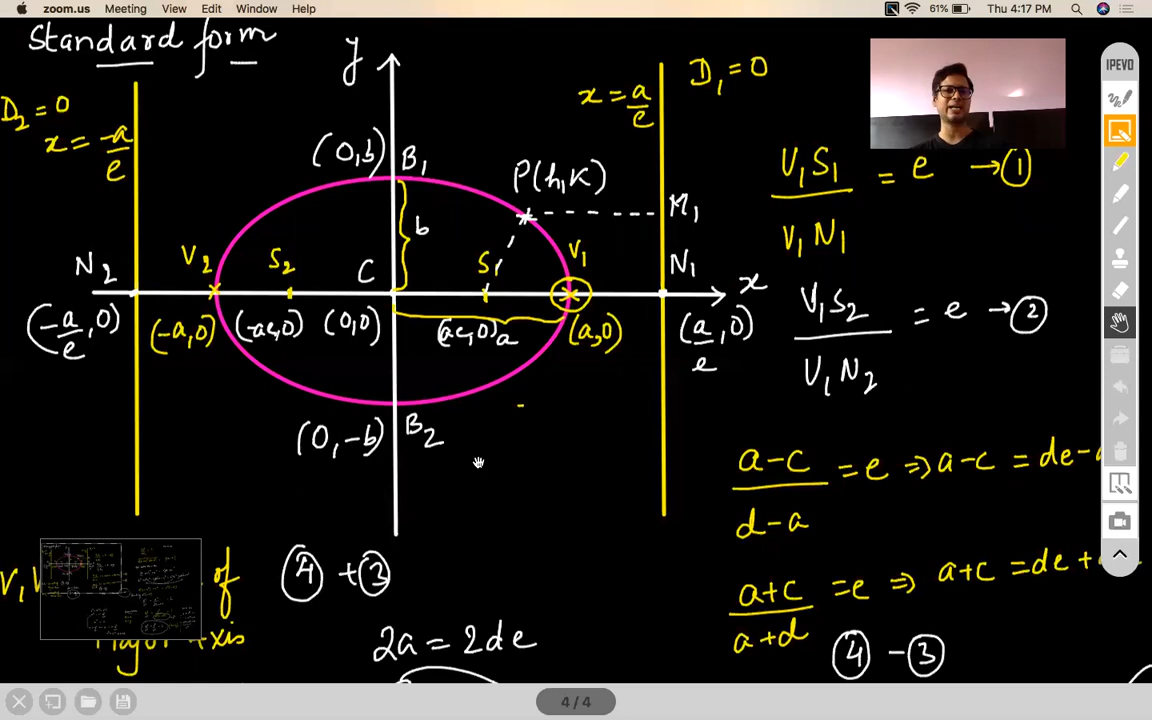 zoom.us Meeting View Edit Window Help 61% Thu 4:17 PM
Standard form
y
D₁ = 0
IPEVO
D₂ = 0
x = -a/e
x = a/e
(0,b) B₁
P(h,K)
V₁S₁/V₁N₁ = e → ①
M₁
b
N₂ V₂ S₂ C S₁ V₁ N₁ x
(-a/e,0) (-a,0) (-ae,0) (0,0) (ae,0) a (a,0) (a/e,0)
V₁S₂/V₁N₂ = e → ②
(0,-b) B₂
a-c/d-a = e ⇒ a-c = de-
④ + ③
of
a+c/a+d = e ⇒ a+c = de+
Major Axis
2a = 2de
④ - ③
4/4